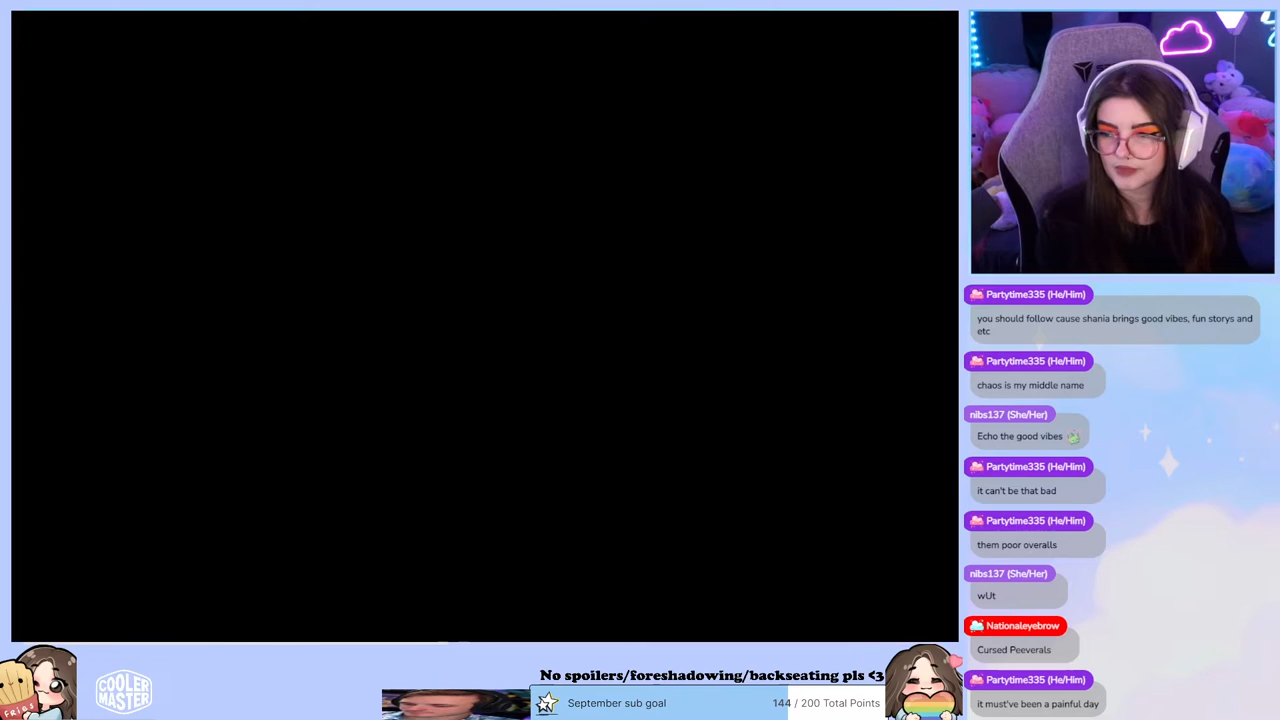 Partytime335 (He/Him)
you should follow cause shania brings good vibes, fun storys and
etc
Partytime335 (He/Him)
chaos is my middle name
nibs137 (She/Her)
Echo the good vibes
Partytime335 (He/Him)
it can't be that bad
Partytime335 (He/Him)
them poor overalls
nibs137 (She/Her)
wUt
Nationaleyebrow
Cursed Peeverals
Partytime335 (He/Him)
it must've been a painful day
No spoilers/foreshadowing/backseating pls <3
September sub goal
144 / 200 Total Points
COOLER
MASTER
FRIES